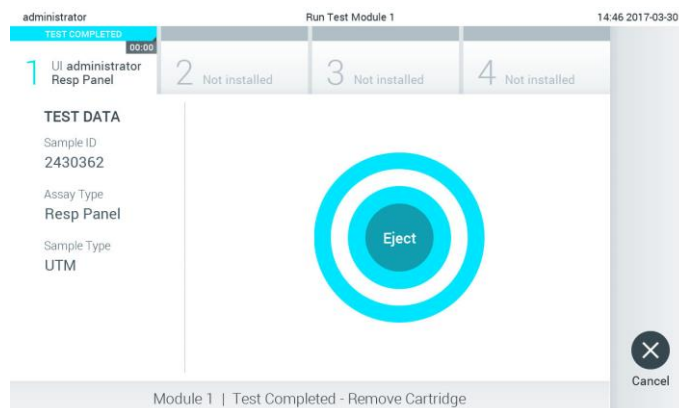 administrator Run Test Module 1 14:46 2017-03-30
TEST COMPLETED
00:00
1 UI administrator
Resp Panel
2 Not installed
3 Not installed
4 Not installed
TEST DATA
Sample ID
2430362
Assay Type
Resp Panel
Sample Type
UTM
Eject
Cancel
Module 1 | Test Completed - Remove Cartridge